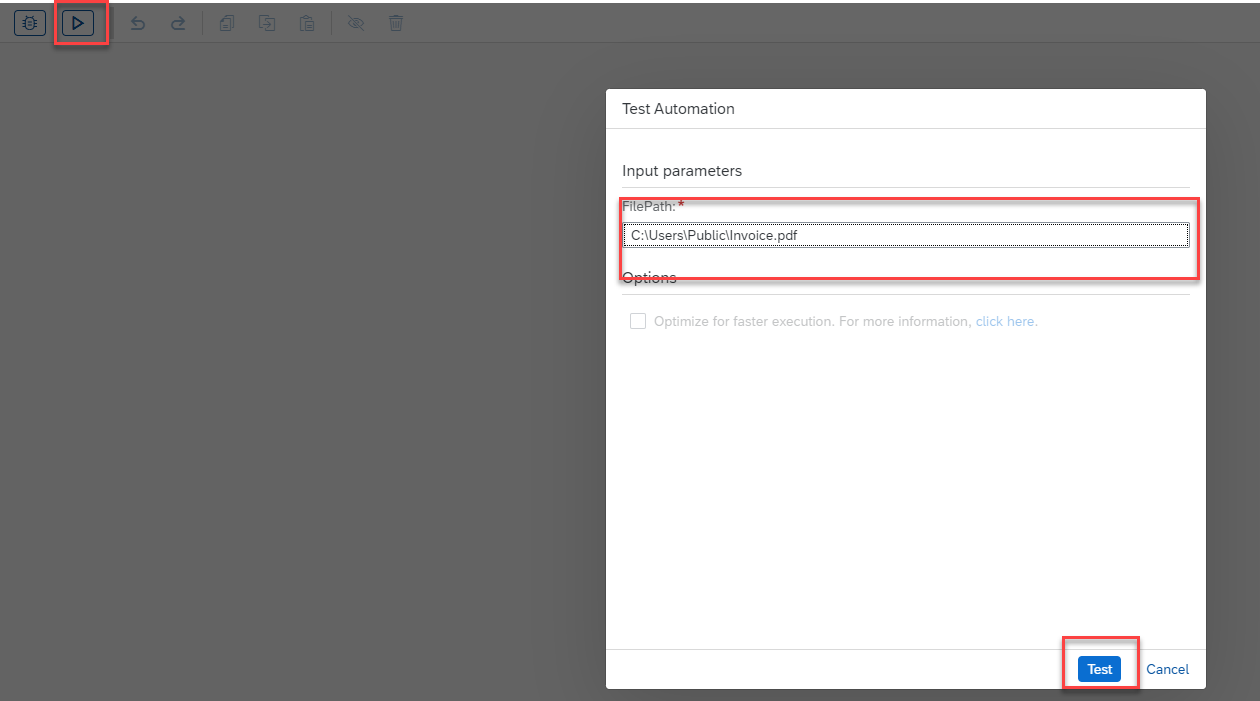 Test Automation
Input parameters
FilePath:*
C:\Users\Public\Invoice.pdf
Options
Optimize for faster execution. For more information, click here.
Test Cancel